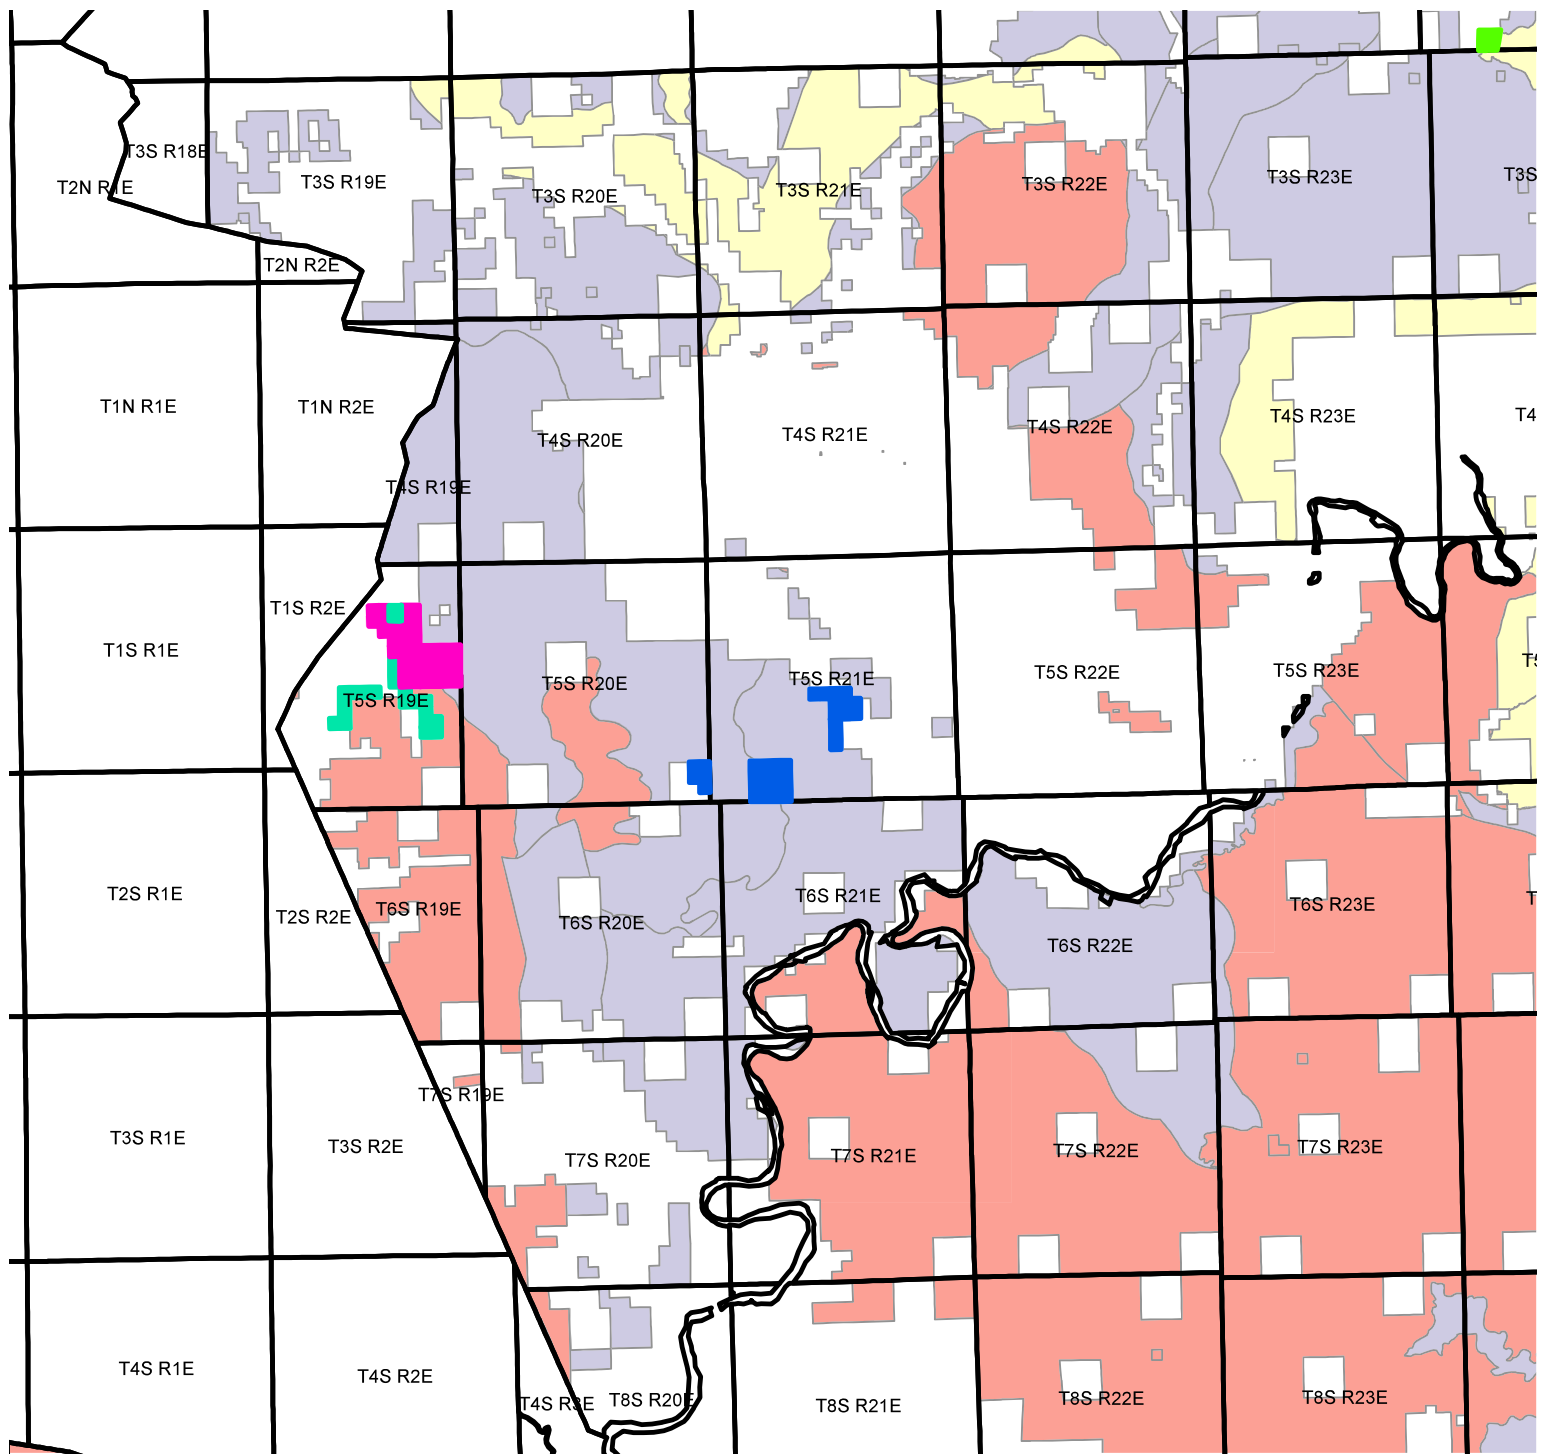 T3S R18E
T2N R1E
T3S R19E
T3S R20E
T3S R21E
T3S R22E
T3S R23E
T3S
T2N R2E
T1N R1E
T1N R2E
T4S R19E
T4S R20E
T4S R21E
T4S R22E
T4S R23E
T4
T1S R1E
T1S R2E
T5S R19E
T5S R20E
T5S R21E
T5S R22E
T5S R23E
T5
T2S R1E
T2S R2E
T6S R19E
T6S R20E
T6S R21E
T6S R22E
T6S R23E
T
T3S R1E
T3S R2E
T7S R19E
T7S R20E
T7S R21E
T7S R22E
T7S R23E
T4S R1E
T4S R2E
T4S R3E
T8S R20E
T8S R21E
T8S R22E
T8S R23E